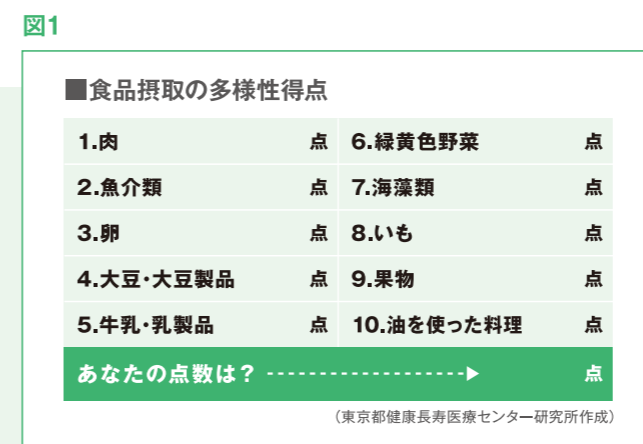 図1
■食品摂取の多様性得点
1.肉 点 6.緑黄色野菜 点
2.魚介類 点 7.海藻類 点
3.卵 点 8.いも 点
4.大豆・大豆製品 点 9.果物 点
5.牛乳・乳製品 点 10.油を使った料理 点
あなたの点数は? 点
（東京都健康長寿医療センター研究所作成）